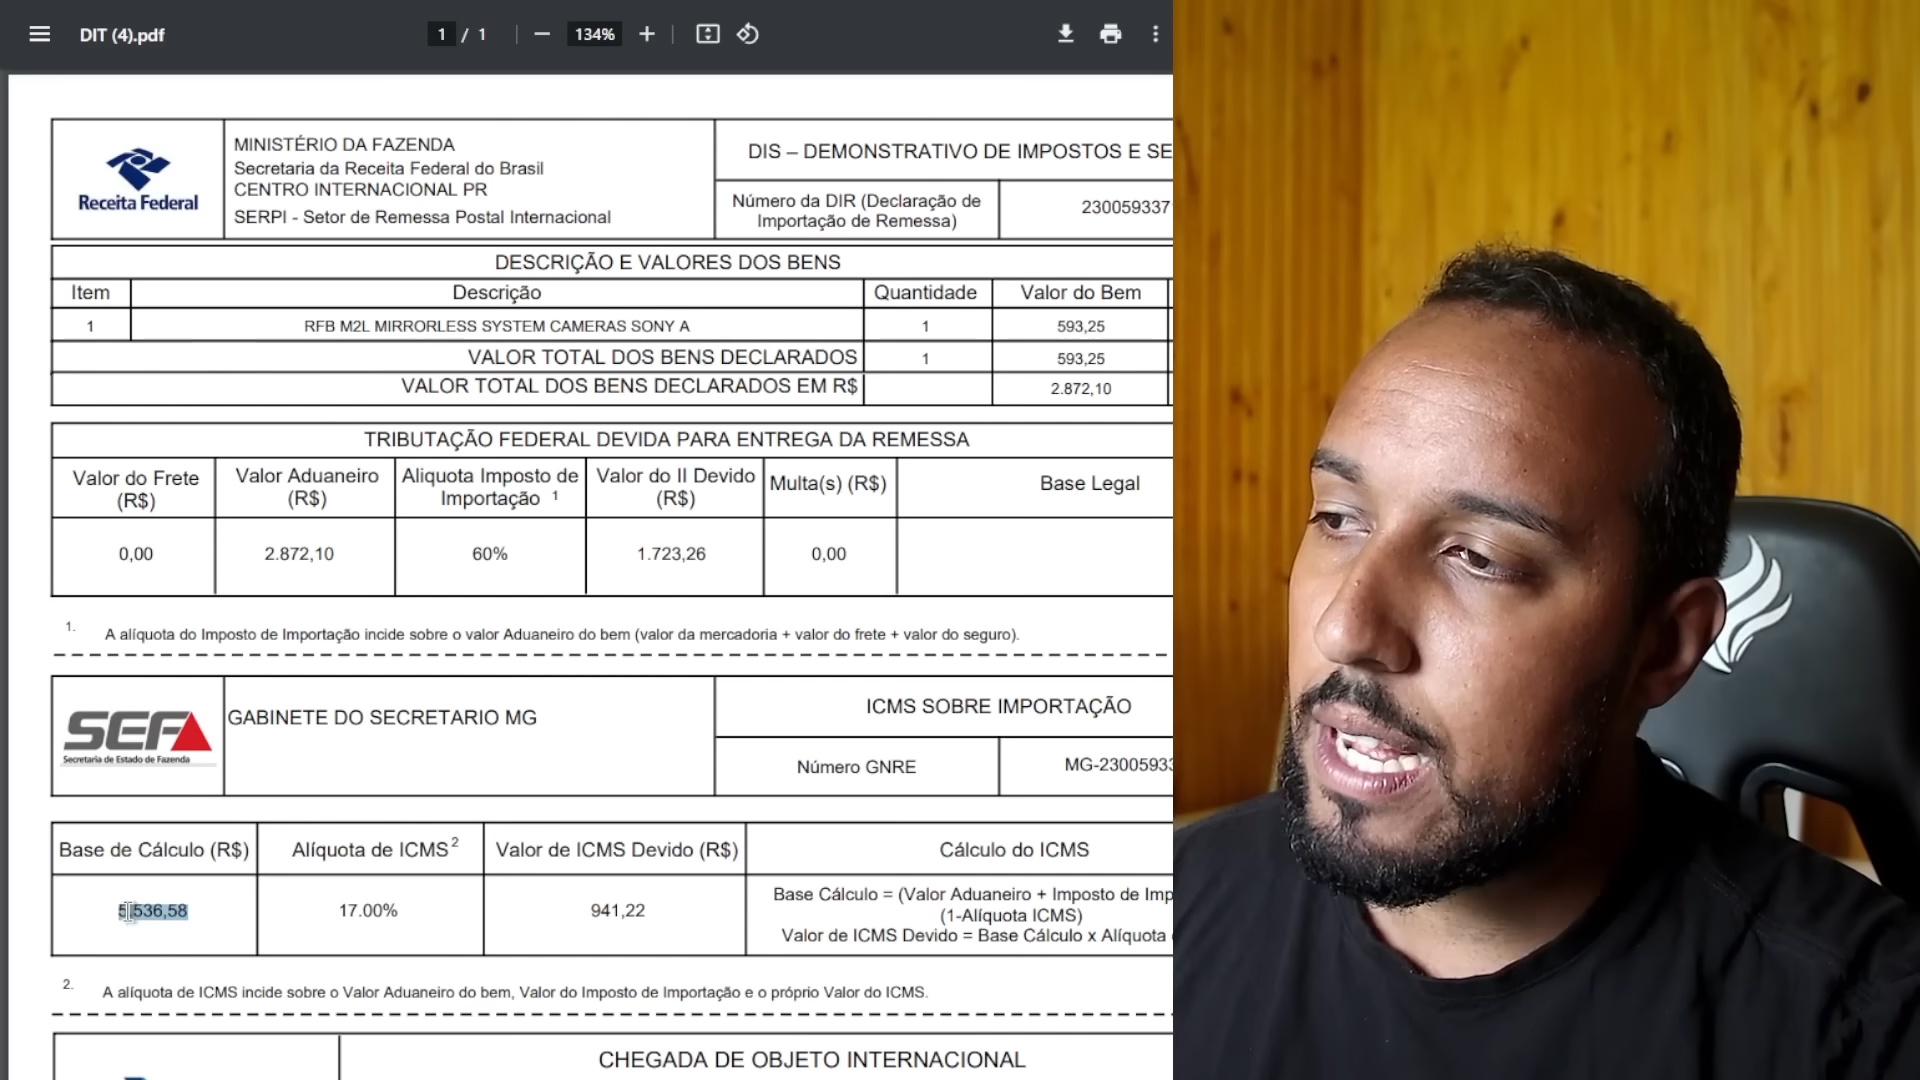 DIT (4).pdf
1 / 1
134%
Receita Federal
MINISTÉRIO DA FAZENDA
Secretaria da Receita Federal do Brasil
CENTRO INTERNACIONAL PR
SERPI - Setor de Remessa Postal Internacional
DIS – DEMONSTRATIVO DE IMPOSTOS E SE
Número da DIR (Declaração de
Importação de Remessa)
230059337
DESCRIÇÃO E VALORES DOS BENS
Item Descrição Quantidade Valor do Bem
1 RFB M2L MIRRORLESS SYSTEM CAMERAS SONY A 1 593,25
VALOR TOTAL DOS BENS DECLARADOS 1 593,25
VALOR TOTAL DOS BENS DECLARADOS EM R$ 2.872,10
TRIBUTAÇÃO FEDERAL DEVIDA PARA ENTREGA DA REMESSA
Valor do Frete
(R$)
Valor Aduaneiro
(R$)
Aliquota Imposto de
Importação 1
Valor do II Devido
(R$)
Multa(s) (R$)
Base Legal
0,00 2.872,10 60% 1.723,26 0,00
1. A alíquota do Imposto de Importação incide sobre o valor Aduaneiro do bem (valor da mercadoria + valor do frete + valor do seguro).
SEFA
Secretaria de Estado de Fazenda
GABINETE DO SECRETARIO MG
ICMS SOBRE IMPORTAÇÃO
Número GNRE
MG-2300593
Base de Cálculo (R$) Alíquota de ICMS 2 Valor de ICMS Devido (R$) Cálculo do ICMS
5.536,58 17.00% 941,22
Base Cálculo = (Valor Aduaneiro + Imposto de Imp
(1-Alíquota ICMS)
Valor de ICMS Devido = Base Cálculo x Alíquota
2. A alíquota de ICMS incide sobre o Valor Aduaneiro do bem, Valor do Imposto de Importação e o próprio Valor do ICMS.
CHEGADA DE OBJETO INTERNACIONAL